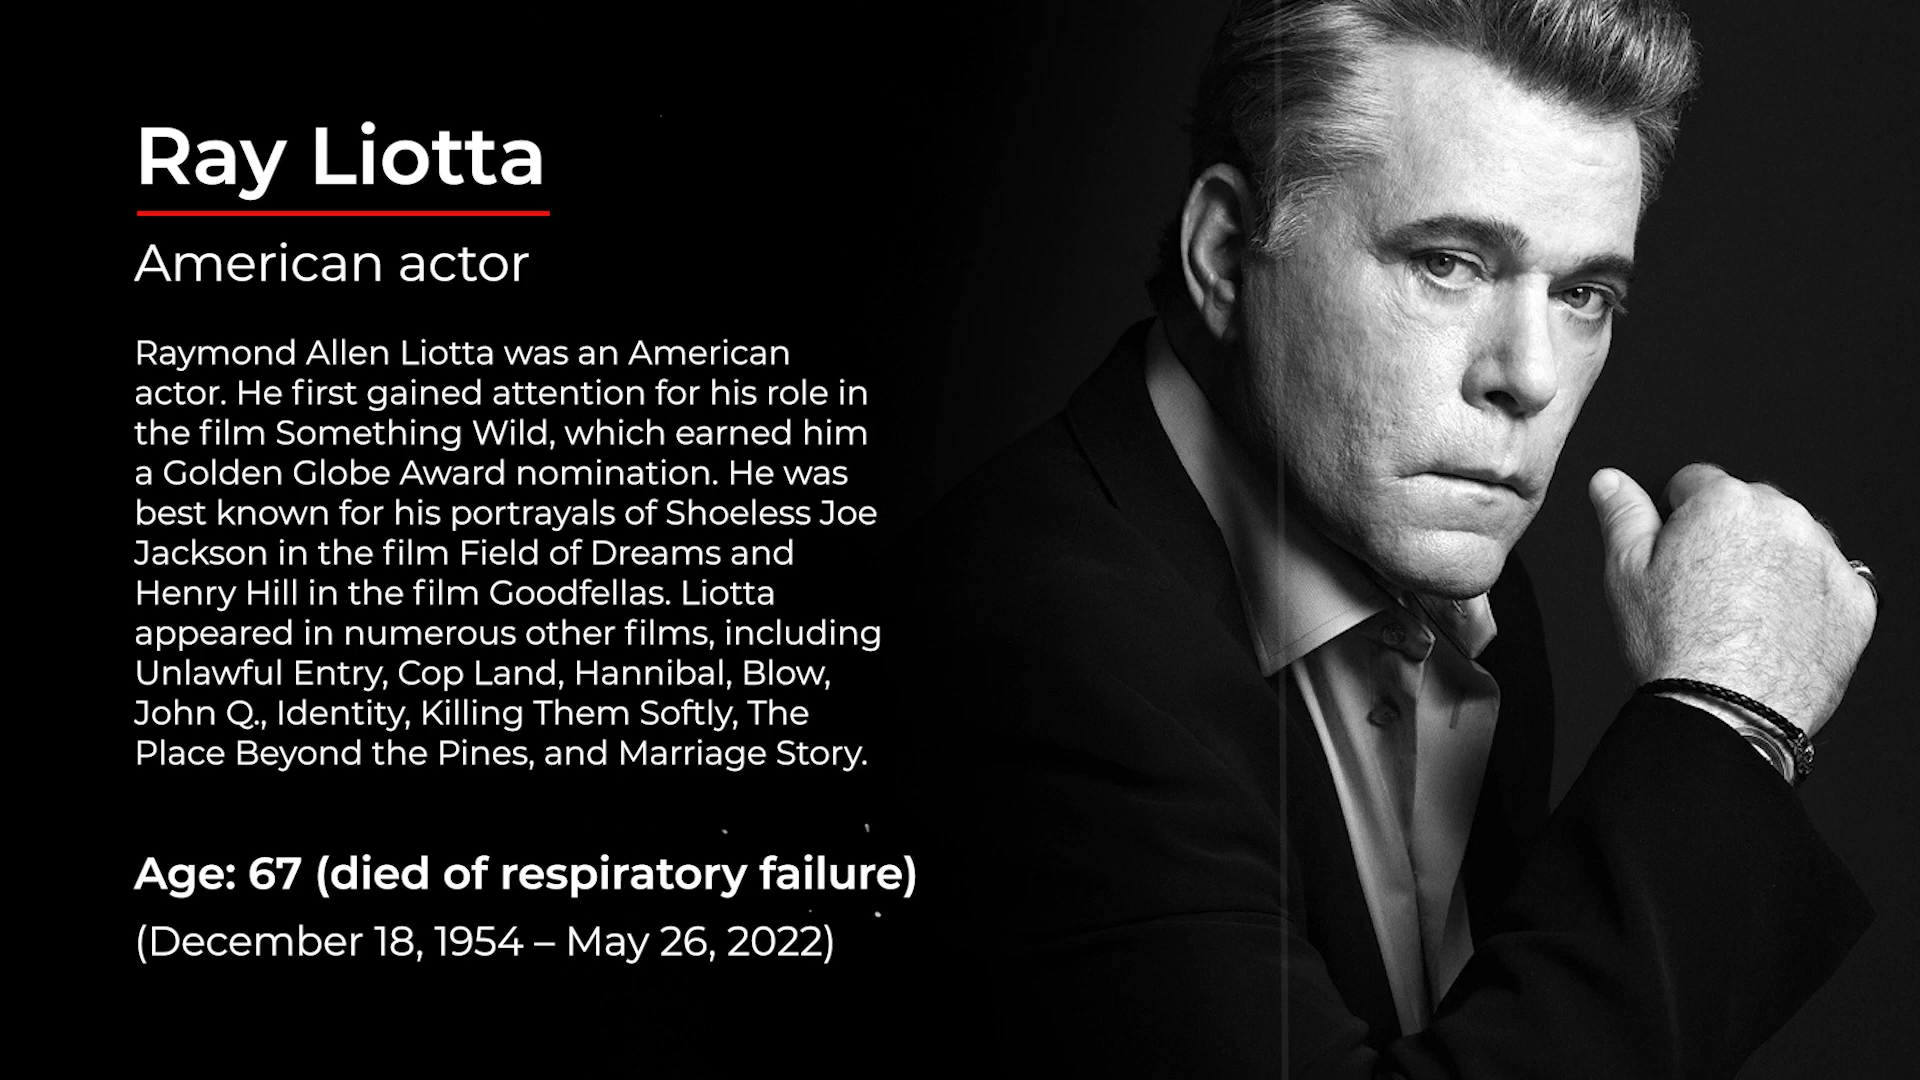 Ray Liotta
American actor
Raymond Allen Liotta was an American
actor. He first gained attention for his role in
the film Something Wild, which earned him
a Golden Globe Award nomination. He was
best known for his portrayals of Shoeless Joe
Jackson in the film Field of Dreams and
Henry Hill in the film Goodfellas. Liotta
appeared in numerous other films, including
Unlawful Entry, Cop Land, Hannibal, Blow,
John Q., Identity, Killing Them Softly, The
Place Beyond the Pines, and Marriage Story.
Age: 67 (died of respiratory failure)
(December 18, 1954 – May 26, 2022)